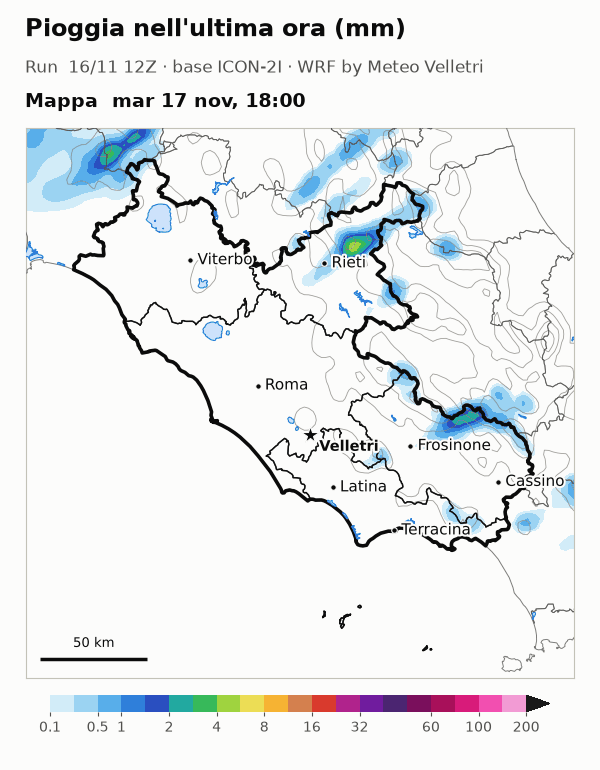 Pioggia nell'ultima ora (mm)
Run  16/11 12Z · base ICON-2I · WRF by Meteo Velletri
Mappa  mar 17 nov, 18:00
Viterbo
Rieti
Roma
Velletri
Frosinone
Latina
Cassino
Terracina
50 km
0.1 0.5 1 2 4 8 16 32 60 100 200